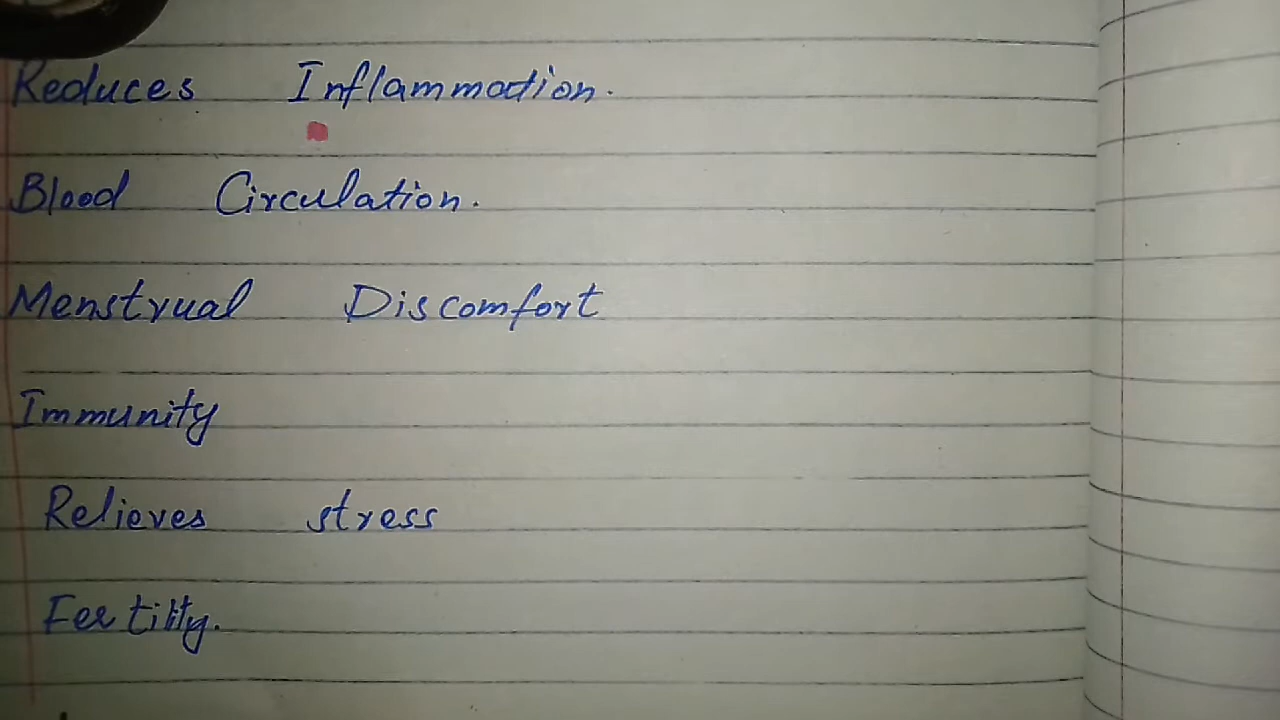 Reduces Inflammation.
Blood Circulation.
Menstrual Discomfort
Immunity
Relieves stress
Fertility.